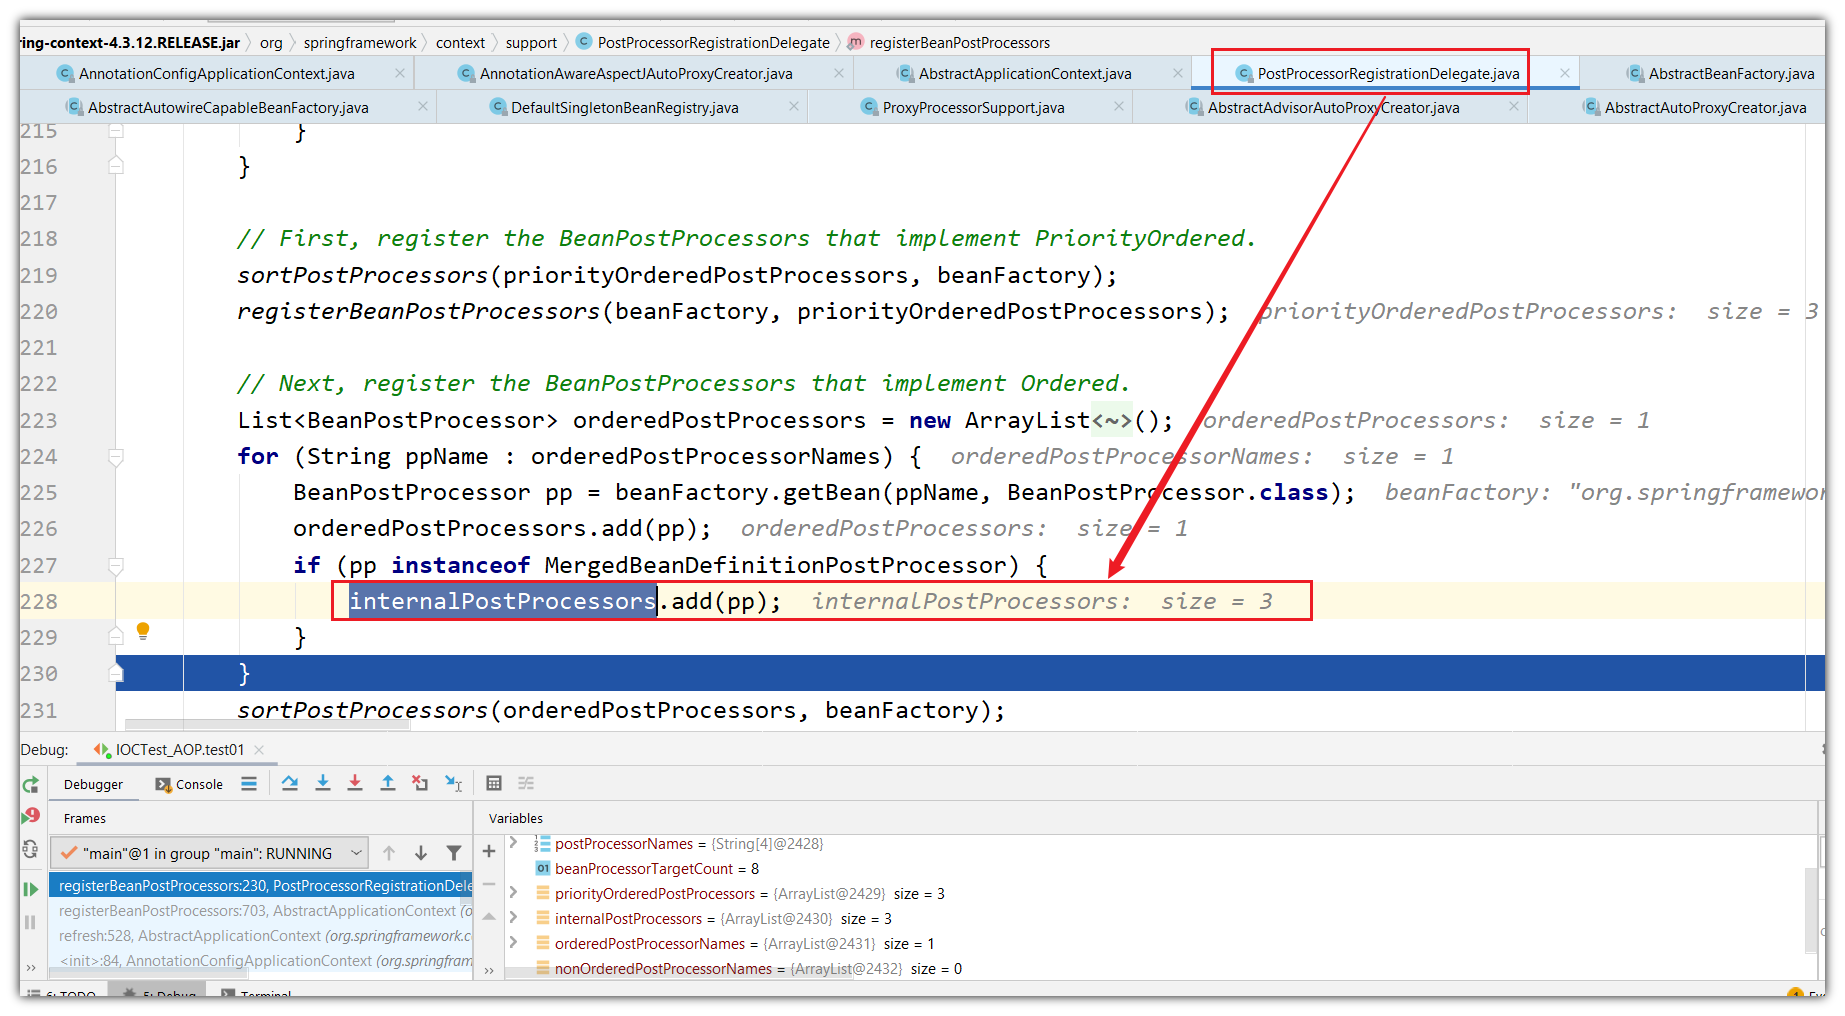 ring-context-4.3.12.RELEASE.jar org springframework context support PostProcessorRegistrationDelegate registerBeanPostProcessors
AnnotationConfigApplicationContext.java AnnotationAwareAspectJAutoProxyCreator.java AbstractApplicationContext.java PostProcessorRegistrationDelegate.java AbstractBeanFactory.java
AbstractAutowireCapableBeanFactory.java DefaultSingletonBeanRegistry.java ProxyProcessorSupport.java AbstractAdvisorAutoProxyCreator.java AbstractAutoProxyCreator.java
215 }
216 }
217
218 // First, register the BeanPostProcessors that implement PriorityOrdered.
219 sortPostProcessors(priorityOrderedPostProcessors, beanFactory);
220 registerBeanPostProcessors(beanFactory, priorityOrderedPostProcessors); priorityOrderedPostProcessors: size = 3
221
222 // Next, register the BeanPostProcessors that implement Ordered.
223 List<BeanPostProcessor> orderedPostProcessors = new ArrayList<~>(); orderedPostProcessors: size = 1
224 for (String ppName : orderedPostProcessorNames) { orderedPostProcessorNames: size = 1
225 BeanPostProcessor pp = beanFactory.getBean(ppName, BeanPostProcessor.class); beanFactory: "org.springframewor
226 orderedPostProcessors.add(pp); orderedPostProcessors: size = 1
227 if (pp instanceof MergedBeanDefinitionPostProcessor) {
228 internalPostProcessors.add(pp); internalPostProcessors: size = 3
229 }
230 }
231 sortPostProcessors(orderedPostProcessors, beanFactory);
Debug: IOCTest_AOP.test01
Debugger Console
Frames Variables
"main"@1 in group "main": RUNNING
registerBeanPostProcessors:230, PostProcessorRegistrationDele
registerBeanPostProcessors:703, AbstractApplicationContext (o
refresh:528, AbstractApplicationContext (org.springframework.c
<init>:84, AnnotationConfigApplicationContext (org.springfram
postProcessorNames = {String[4]@2428}
01 beanProcessorTargetCount = 8
priorityOrderedPostProcessors = {ArrayList@2429} size = 3
internalPostProcessors = {ArrayList@2430} size = 3
orderedPostProcessorNames = {ArrayList@2431} size = 1
nonOrderedPostProcessorNames = {ArrayList@2432} size = 0
6: TODO 5: Debug Terminal